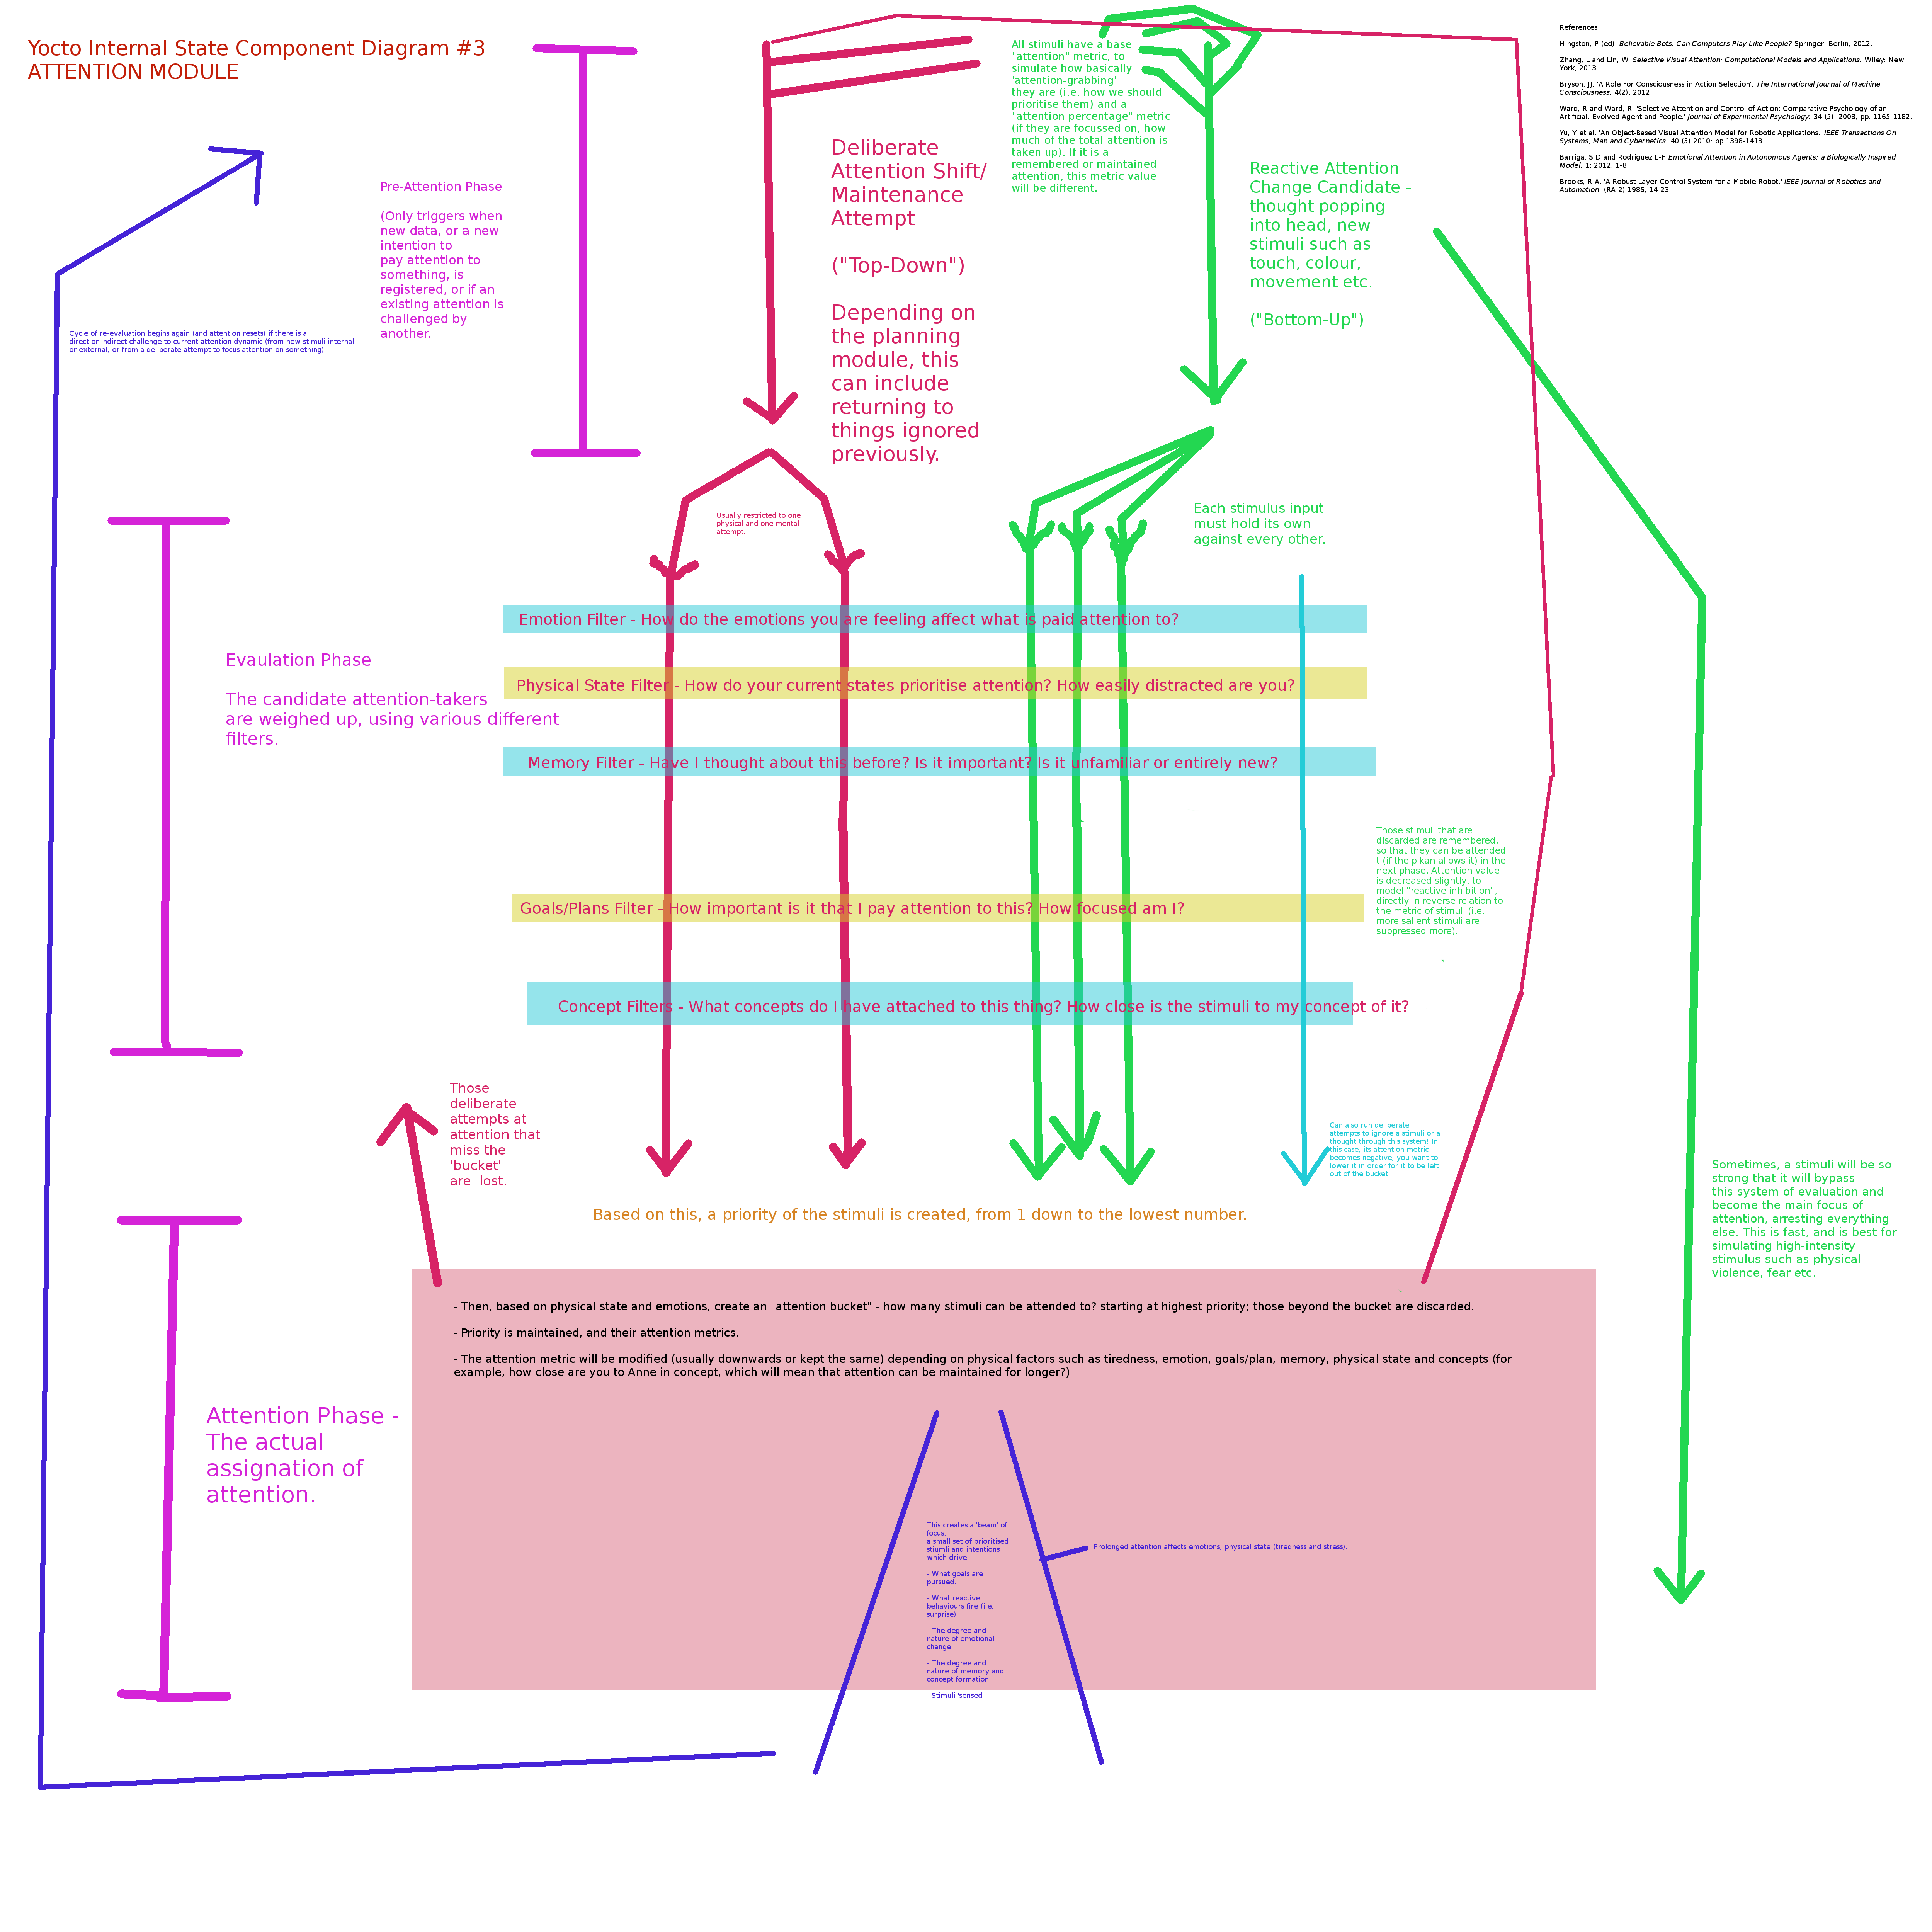 Yocto Internal State Component Diagram #3
ATTENTION MODULE
References
Hingston, P (ed). Believable Bots: Can Computers Play Like People? Springer: Berlin, 2012.
Zhang, L and Lin, W. Selective Visual Attention: Computational Models and Applications. Wiley: New
York, 2013
Bryson, JJ. 'A Role For Consciousness in Action Selection'. The International Journal of Machine
Consciousness. 4(2). 2012.
Ward, R and Ward, R. 'Selective Attention and Control of Action: Comparative Psychology of an
Artificial, Evolved Agent and People.' Journal of Experimental Psychology. 34 (5): 2008, pp. 1165-1182.
Yu, Y et al. 'An Object-Based Visual Attention Model for Robotic Applications.' IEEE Transactions On
Systems, Man and Cybernetics. 40 (5) 2010: pp 1398-1413.
Barriga, S D and Rodriguez L-F. Emotional Attention in Autonomous Agents: a Biologically Inspired
Model. 1: 2012, 1-8.
Brooks, R A. 'A Robust Layer Control System for a Mobile Robot.' IEEE Journal of Robotics and
Automation. (RA-2) 1986, 14-23.
All stimuli have a base
"attention" metric, to
simulate how basically
'attention-grabbing'
they are (i.e. how we should
prioritise them) and a
"attention percentage" metric
(if they are focussed on, how
much of the total attention is
taken up). If it is a
remembered or maintained
attention, this metric value
will be different.
Pre-Attention Phase
(Only triggers when
new data, or a new
intention to
pay attention to
something, is
registered, or if an
existing attention is
challenged by
another.
Deliberate
Attention Shift/
Maintenance
Attempt
("Top-Down")
Depending on
the planning
module, this
can include
returning to
things ignored
previously.
Reactive Attention
Change Candidate -
thought popping
into head, new
stimuli such as
touch, colour,
movement etc.
("Bottom-Up")
Cycle of re-evaluation begins again (and attention resets) if there is a
direct or indirect challenge to current attention dynamic (from new stimuli internal
or external, or from a deliberate attempt to focus attention on something)
Usually restricted to one
physical and one mental
attempt.
Each stimulus input
must hold its own
against every other.
Emotion Filter - How do the emotions you are feeling affect what is paid attention to?
Evaulation Phase
The candidate attention-takers
are weighed up, using various different
filters.
Physical State Filter - How do your current states prioritise attention? How easily distracted are you?
Memory Filter - Have I thought about this before? Is it important? Is it unfamiliar or entirely new?
Those stimuli that are
discarded are remembered,
so that they can be attended
t (if the plkan allows it) in the
next phase. Attention value
is decreased slightly, to
model "reactive inhibition",
directly in reverse relation to
the metric of stimuli (i.e.
more salient stimuli are
suppressed more).
Goals/Plans Filter - How important is it that I pay attention to this? How focused am I?
Concept Filters - What concepts do I have attached to this thing? How close is the stimuli to my concept of it?
Those
deliberate
attempts at
attention that
miss the
'bucket'
are  lost.
Can also run deliberate
attempts to ignore a stimuli or a
thought through this system! In
this case, its attention metric
becomes negative; you want to
lower it in order for it to be left
out of the bucket.
Sometimes, a stimuli will be so
strong that it will bypass
this system of evaluation and
become the main focus of
attention, arresting everything
else. This is fast, and is best for
simulating high-intensity
stimulus such as physical
violence, fear etc.
Based on this, a priority of the stimuli is created, from 1 down to the lowest number.
- Then, based on physical state and emotions, create an "attention bucket" - how many stimuli can be attended to? starting at highest priority; those beyond the bucket are discarded.
- Priority is maintained, and their attention metrics.
- The attention metric will be modified (usually downwards or kept the same) depending on physical factors such as tiredness, emotion, goals/plan, memory, physical state and concepts (for
example, how close are you to Anne in concept, which will mean that attention can be maintained for longer?)
Attention Phase -
The actual
assignation of
attention.
This creates a 'beam' of
focus,
a small set of prioritised
stiumli and intentions
which drive:
- What goals are
pursued.
- What reactive
behaviours fire (i.e.
surprise)
- The degree and
nature of emotional
change.
- The degree and
nature of memory and
concept formation.
- Stimuli 'sensed'
Prolonged attention affects emotions, physical state (tiredness and stress).